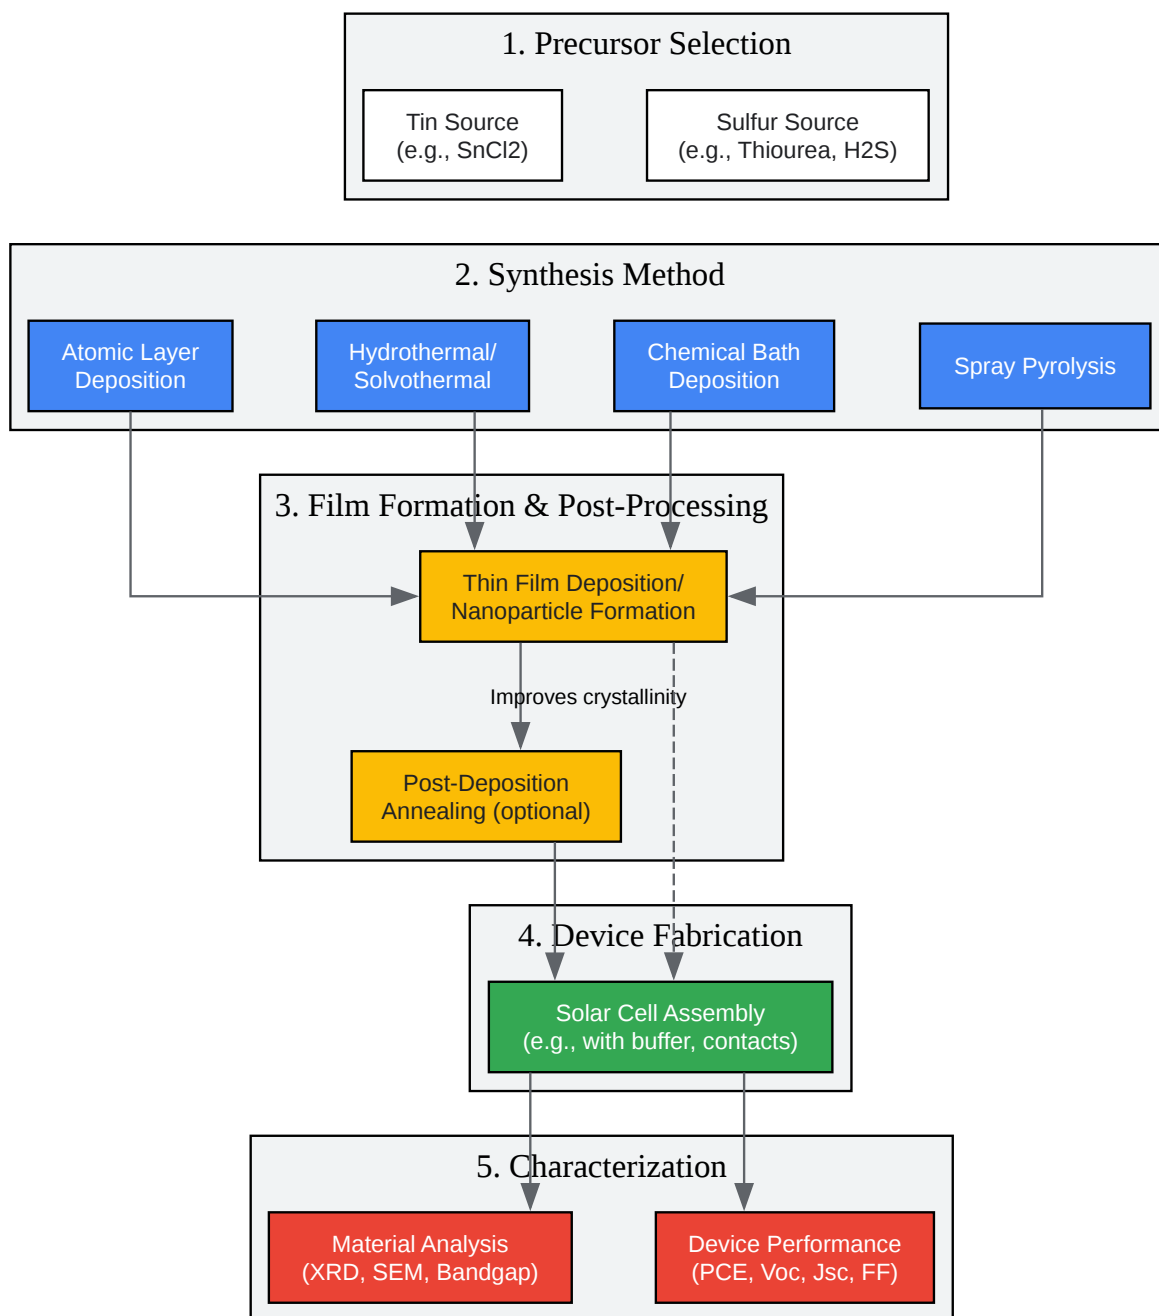 1. Precursor Selection
Tin Source
(e.g., SnCl2)
Sulfur Source
(e.g., Thiourea, H2S)
2. Synthesis Method
Atomic Layer
Deposition
Hydrothermal/
Solvothermal
Chemical Bath
Deposition
Spray Pyrolysis
3. Film Formation & Post-Processing
Thin Film Deposition/
Nanoparticle Formation
Improves crystallinity
Post-Deposition
Annealing (optional)
4. Device Fabrication
Solar Cell Assembly
(e.g., with buffer, contacts)
5. Characterization
Material Analysis
(XRD, SEM, Bandgap)
Device Performance
(PCE, Voc, Jsc, FF)